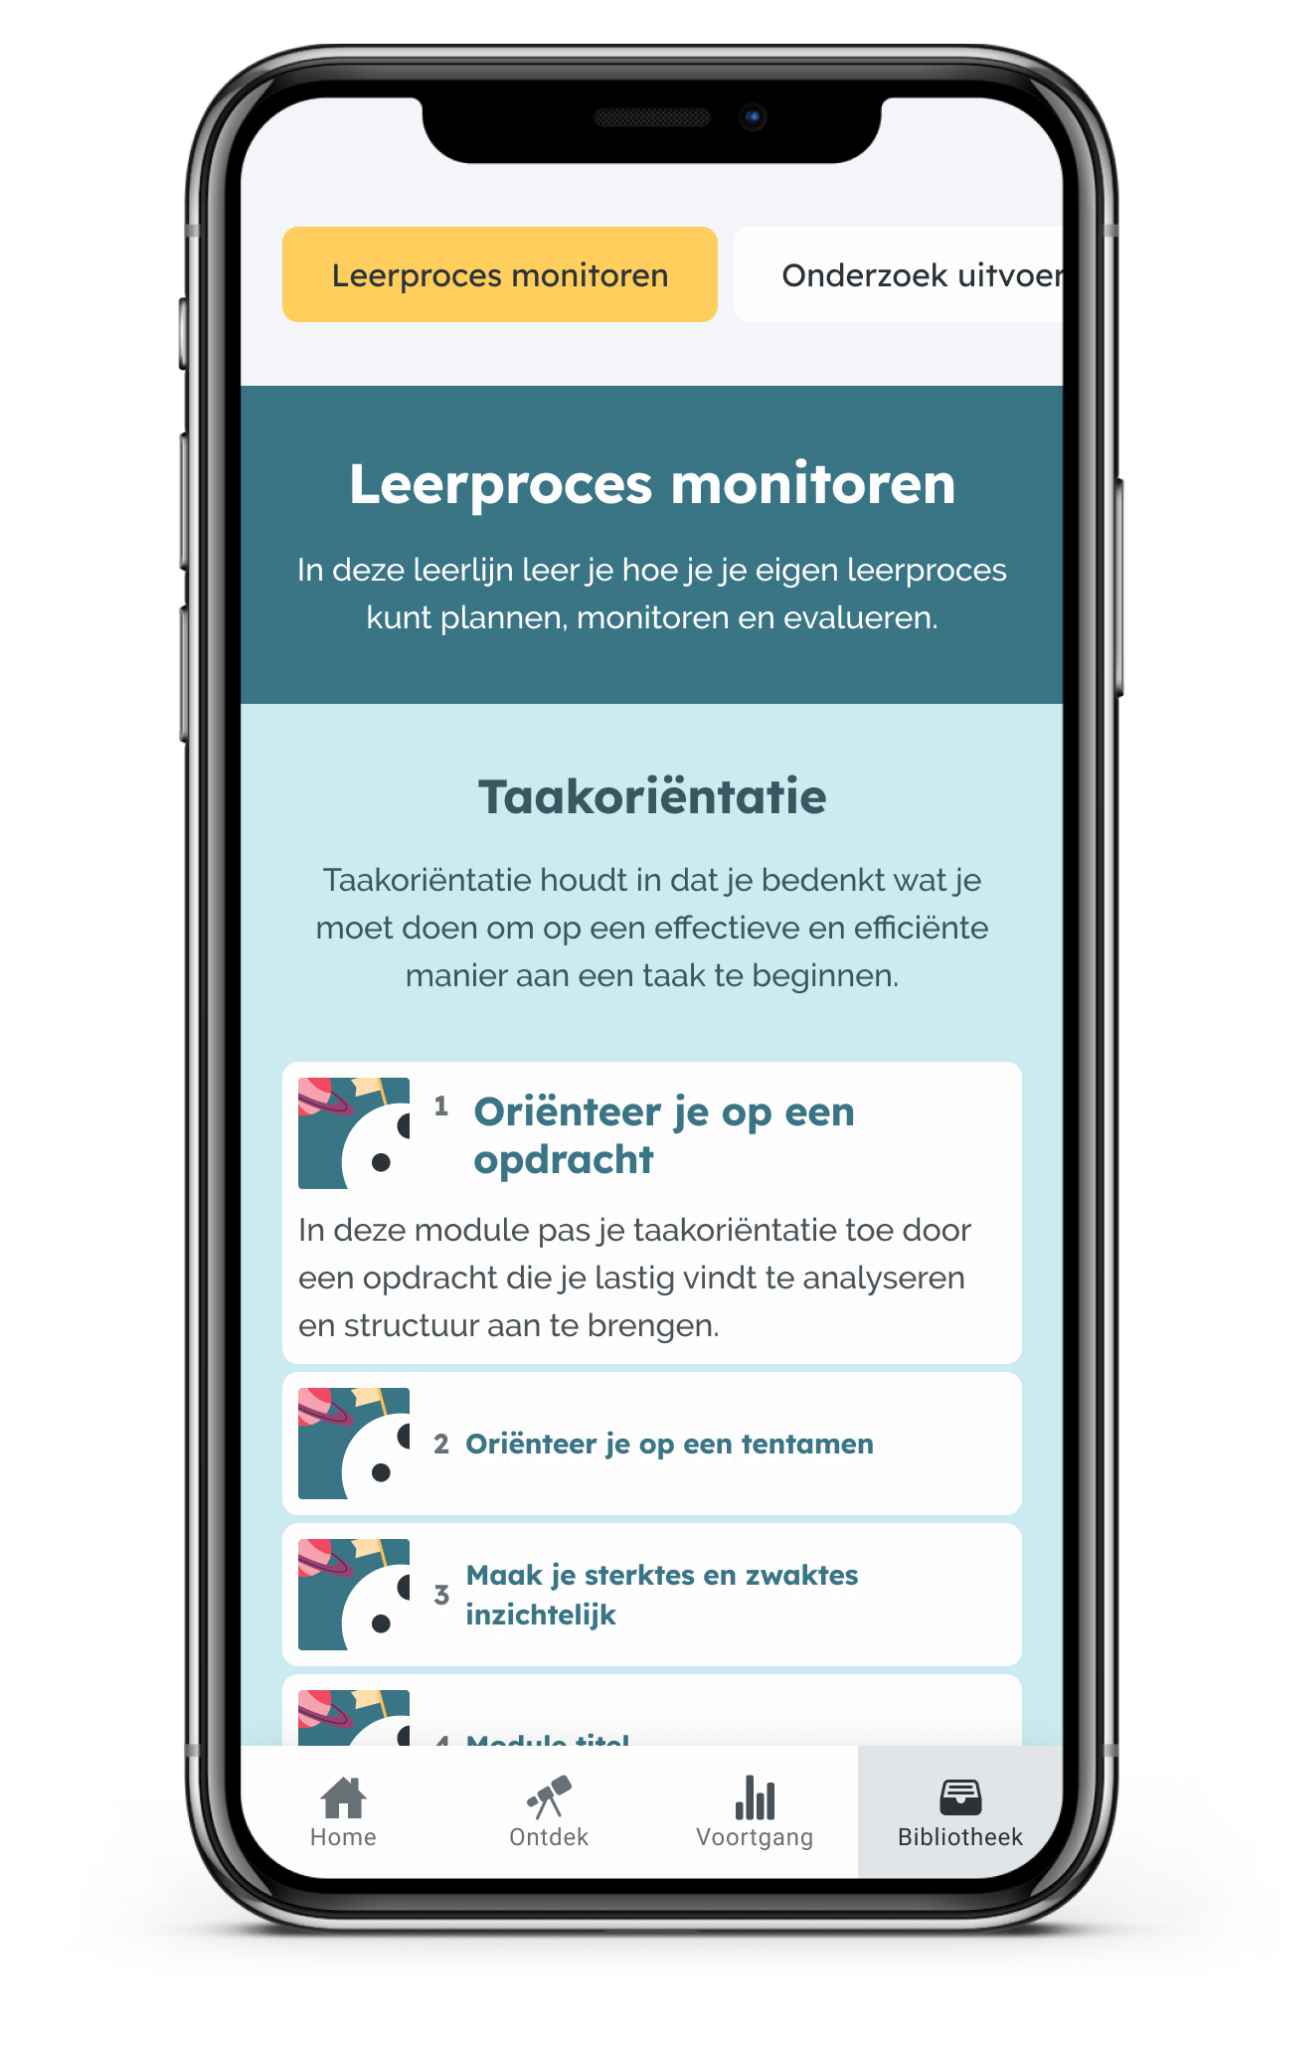 Leerproces monitoren
Onderzoek uitvoer
Leerproces monitoren
In deze leerlijn leer je hoe je je eigen leerproces
kunt plannen, monitoren en evalueren.
Taakoriëntatie
Taakoriëntatie houdt in dat je bedenkt wat je
moet doen om op een effectieve en efficiënte
manier aan een taak te beginnen.
1 Oriënteer je op een
opdracht
In deze module pas je taakoriëntatie toe door
een opdracht die je lastig vindt te analyseren
en structuur aan te brengen.
2 Oriënteer je op een tentamen
3 Maak je sterktes en zwaktes
inzichtelijk
4 Module titel
Home
Ontdek
Voortgang
Bibliotheek